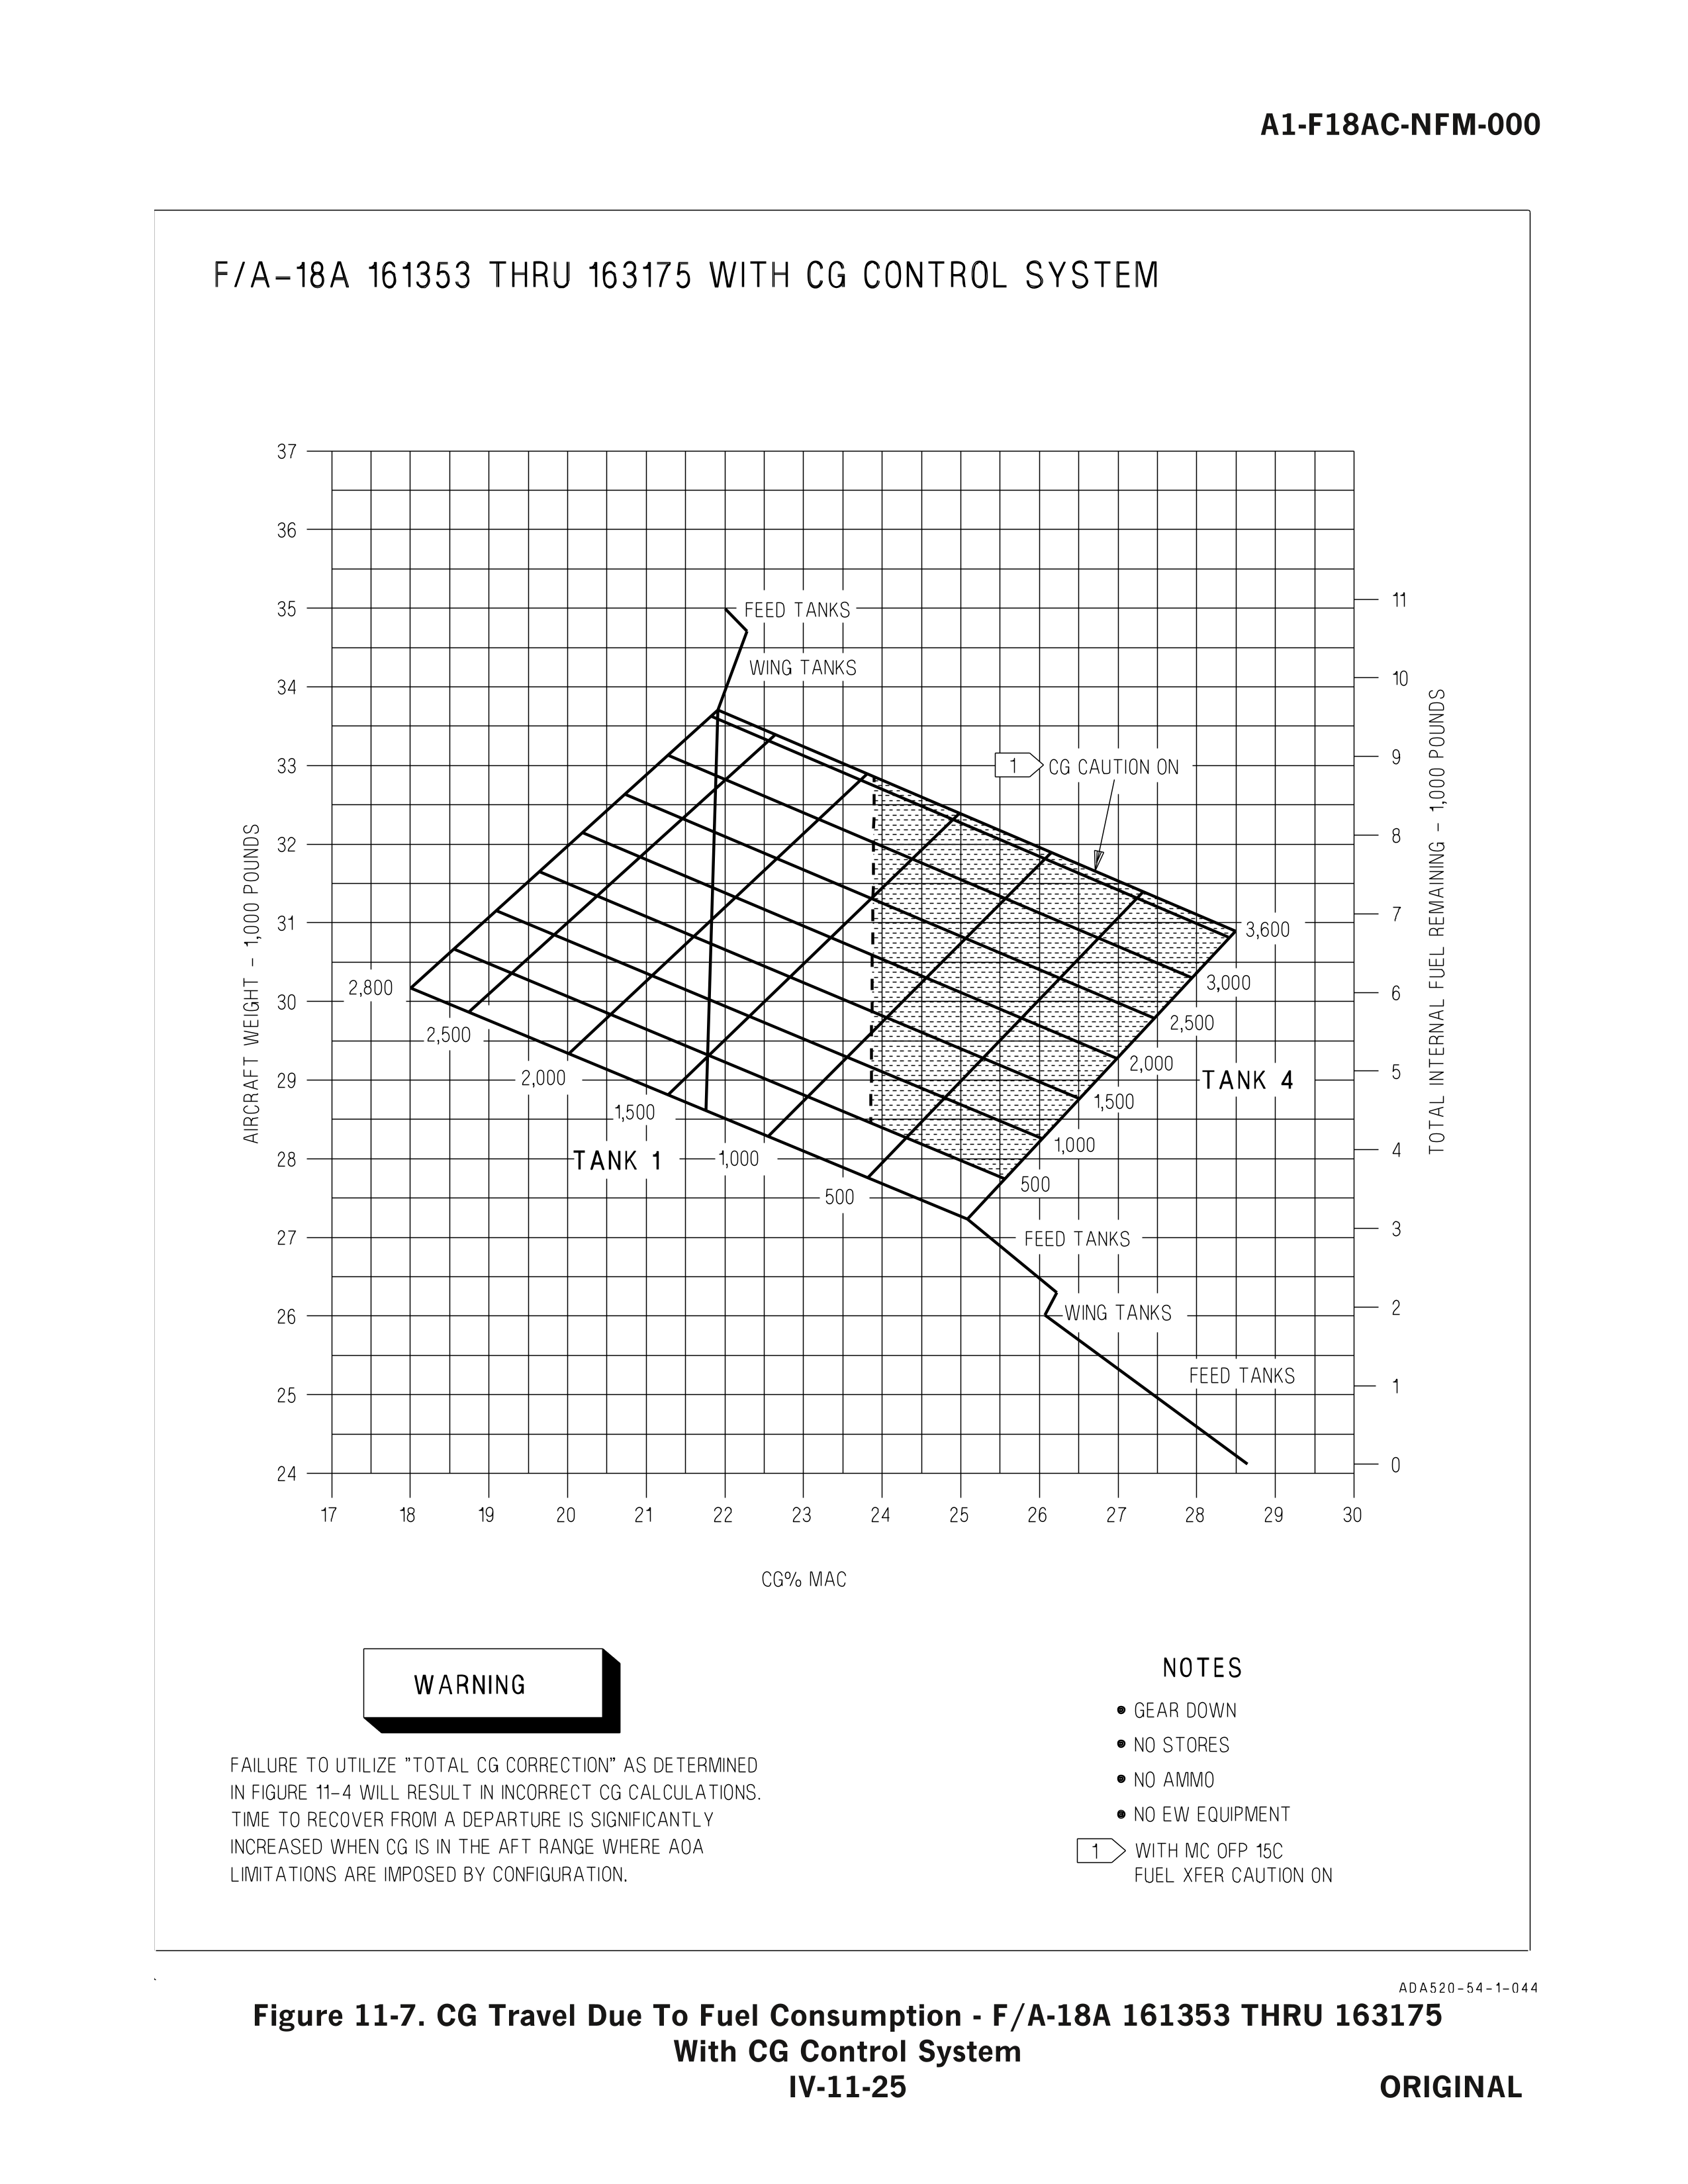 A1-F18AC-NFM-000
F/A-18A 161353 THRU 163175 WITH CG CONTROL SYSTEM
37
36
35
34
33
32
31
30
29
28
27
26
25
24
AIRCRAFT WEIGHT - 1,000 POUNDS
11
10
9
8
7
6
5
4
3
2
1
0
TOTAL INTERNAL FUEL REMAINING - 1,000 POUNDS
FEED TANKS
WING TANKS
1 CG CAUTION ON
3,600
3,000
2,500
2,000
1,500
1,000
500
TANK 4
2,800
2,500
2,000
1,500
1,000
500
TANK 1
FEED TANKS
WING TANKS
FEED TANKS
17 18 19 20 21 22 23 24 25 26 27 28 29 30
CG% MAC
WARNING
FAILURE TO UTILIZE "TOTAL CG CORRECTION" AS DETERMINED
IN FIGURE 11-4 WILL RESULT IN INCORRECT CG CALCULATIONS.
TIME TO RECOVER FROM A DEPARTURE IS SIGNIFICANTLY
INCREASED WHEN CG IS IN THE AFT RANGE WHERE AOA
LIMITATIONS ARE IMPOSED BY CONFIGURATION.
NOTES
• GEAR DOWN
• NO STORES
• NO AMMO
• NO EW EQUIPMENT
1 WITH MC OFP 15C
FUEL XFER CAUTION ON
ADA520-54-1-044
Figure 11-7. CG Travel Due To Fuel Consumption - F/A-18A 161353 THRU 163175
With CG Control System
IV-11-25
ORIGINAL